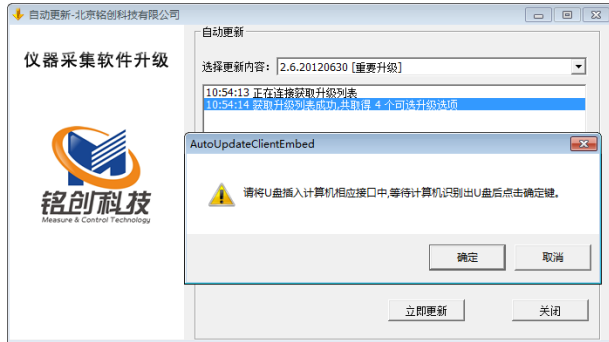 自动更新-北京铭创科技有限公司
仪器采集软件升级
自动更新
选择更新内容：
2.6.20120630 [重要升级]
10:54:13 正在连接获取升级列表
10:54:14 获取升级列表成功,共取得 4 个可选升级选项
AutoUpdateClientEmbed
请将U盘插入计算机相应接口中,等待计算机识别出U盘后点击确定键。
铭创科技
Measure & Control Technology
确定
取消
立即更新
关闭